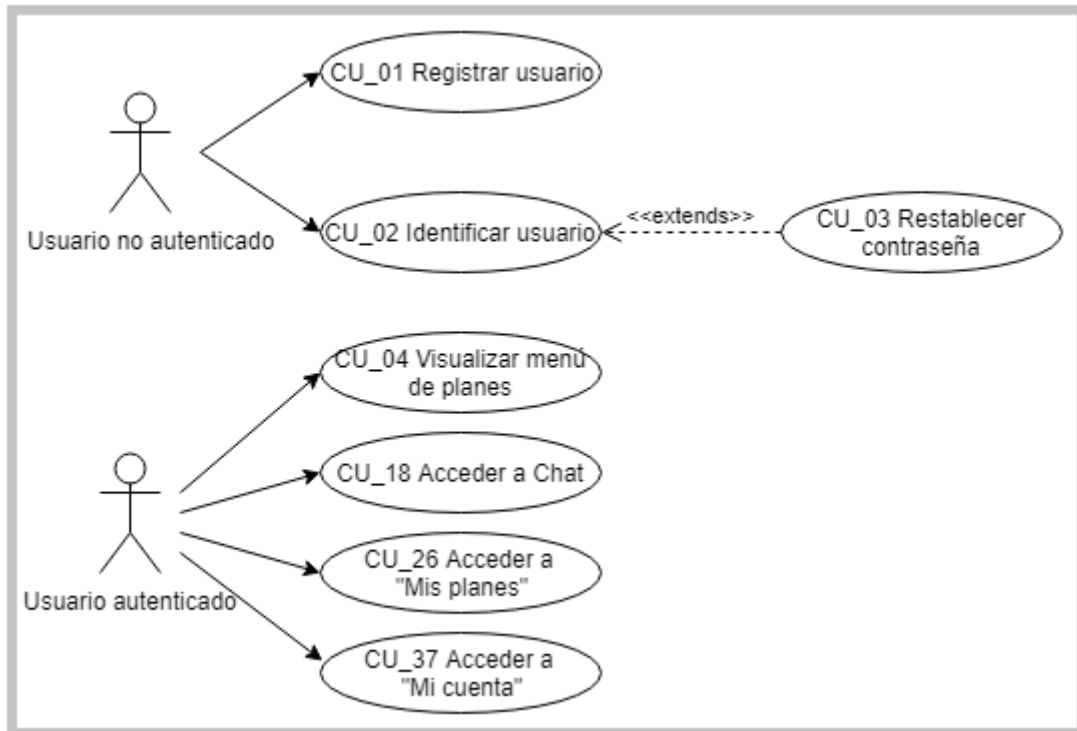 CU_01 Registrar usuario
Usuario no autenticado
CU_02 Identificar usuario
<<extends>>
CU_03 Restablecer
contraseña
CU_04 Visualizar menú
de planes
CU_18 Acceder a Chat
CU_26 Acceder a
"Mis planes"
Usuario autenticado
CU_37 Acceder a
"Mi cuenta"